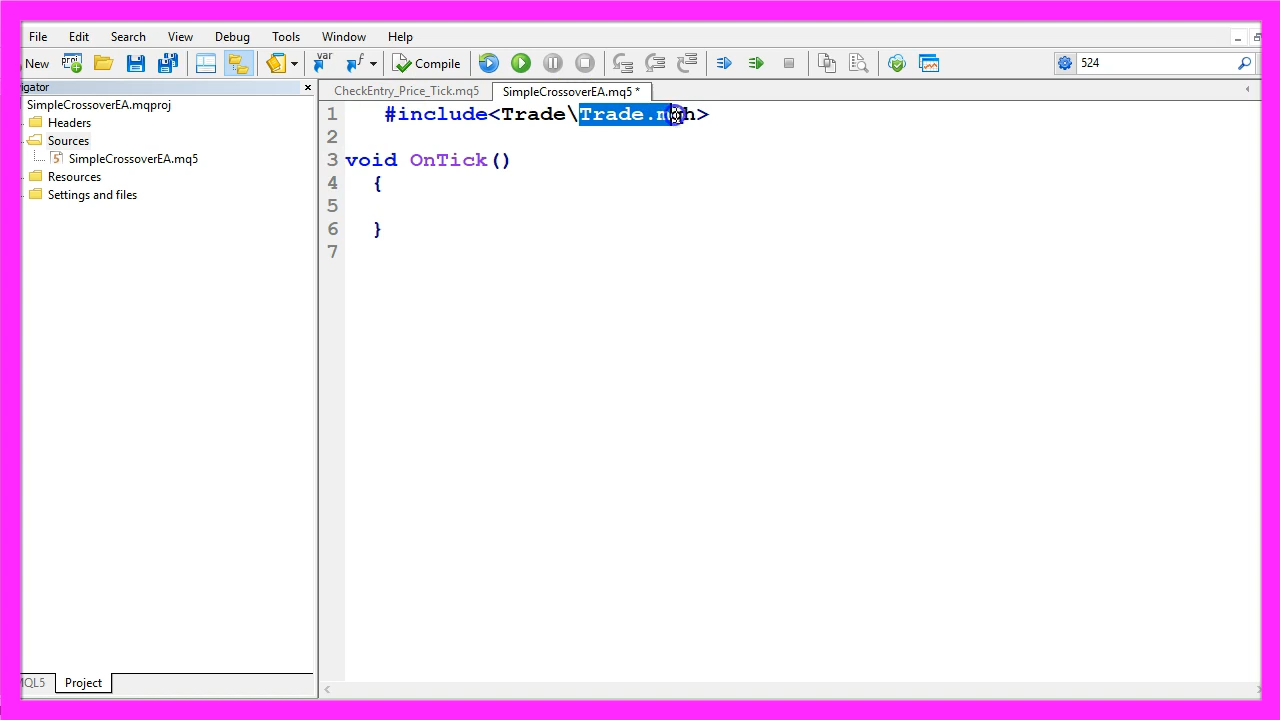 File Edit Search View Debug Tools Window Help
New Compile 524
CheckEntry_Price_Tick.mq5 SimpleCrossoverEA.mq5 *
SimpleCrossoverEA.mqproj
Headers
Sources
SimpleCrossoverEA.mq5
Resources
Settings and files
1 #include<Trade\Trade.mqh>
2
3 void OnTick()
4 {
5
6 }
7
MQL5 Project